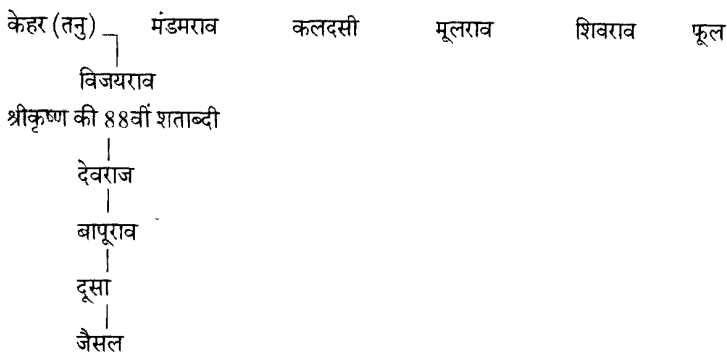 केहर (तनु) मंडमराव कलदसी मूलराव शिवराव फूल
विजयराव
श्रीकृष्ण की 88वीं शताब्दी
देवराज
बापूराव
दूसा
जैसल